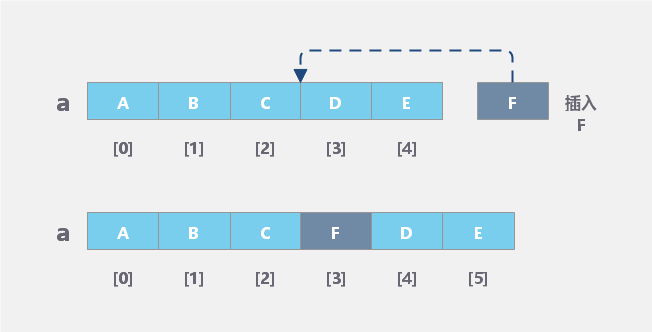 a A B C D E F 插入
F
[0] [1] [2] [3] [4]
a A B C F D E
[0] [1] [2] [3] [4] [5]